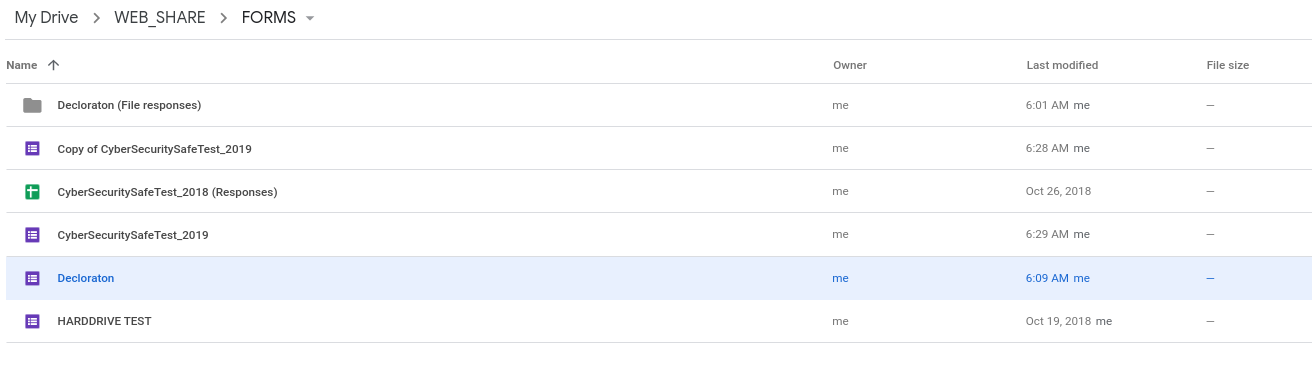 My Drive > WEB_SHARE > FORMS
Name Owner Last modified File size
Decloraton (File responses) me 6:01 AM me —
Copy of CyberSecuritySafeTest_2019 me 6:28 AM me —
CyberSecuritySafeTest_2018 (Responses) me Oct 26, 2018 —
CyberSecuritySafeTest_2019 me 6:29 AM me —
Decloraton me 6:09 AM me —
HARDDRIVE TEST me Oct 19, 2018 me —